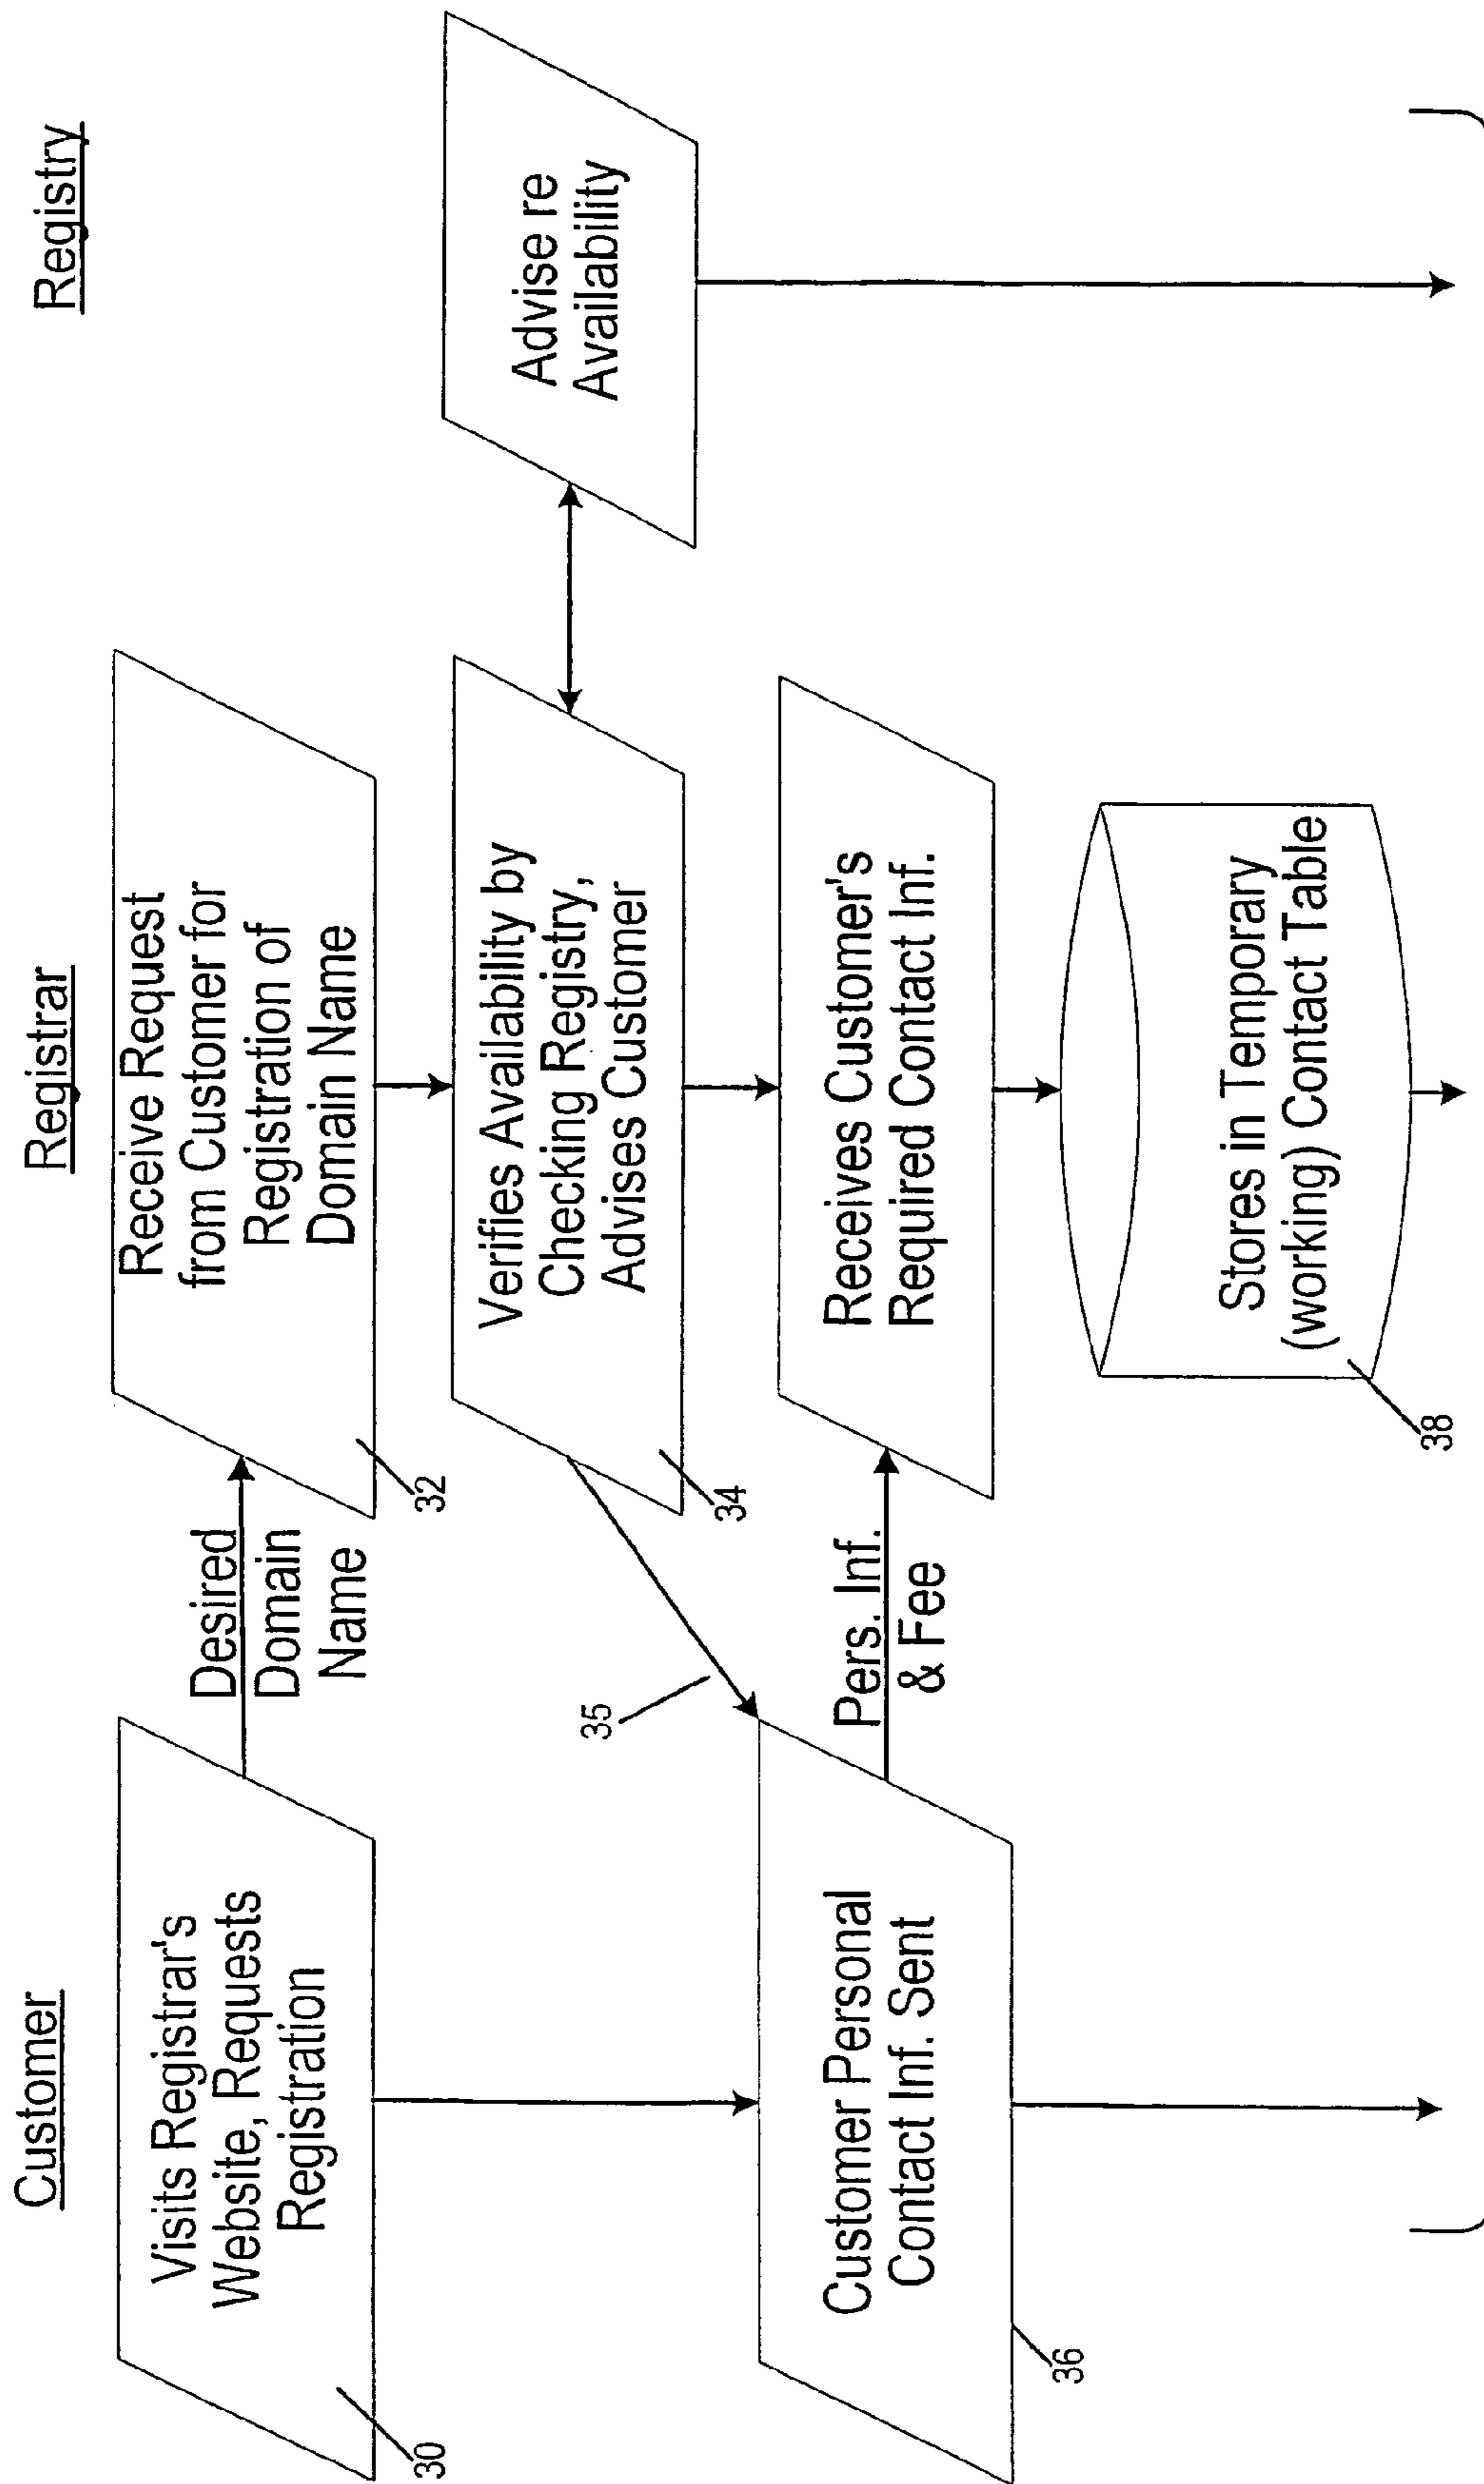 Customer
Registrar
Registry
Visits Registrar's
Website, Requests
Registration
30
Desired
Domain
Name
Receive Request
from Customer for
Registration of
Domain Name
32
Verifies Availability by
Checking Registry,
Advises Customer
34
Advise re
Availability
35
Customer Personal
Contact Inf. Sent
36
Pers. Inf.
& Fee
Receives Customer's
Required Contact Inf.
Stores in Temporary
(working) Contact Table
38